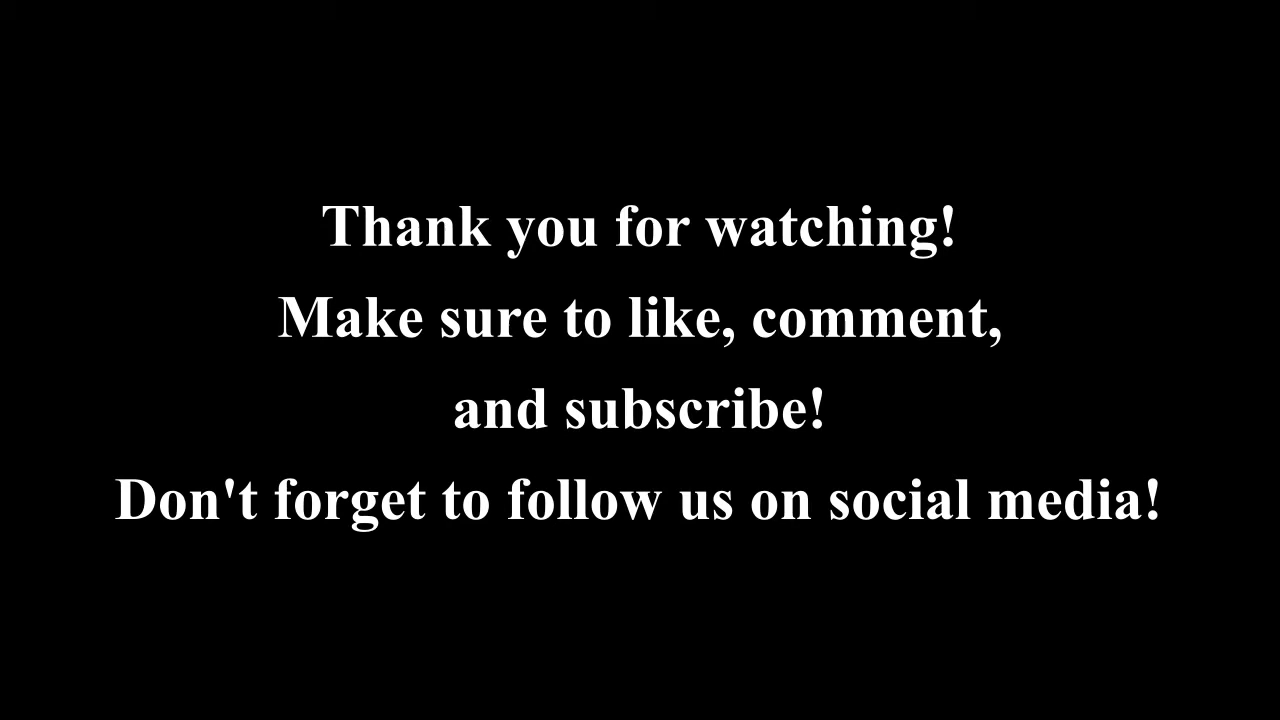 Thank you for watching!
Make sure to like, comment,
and subscribe!
Don't forget to follow us on social media!